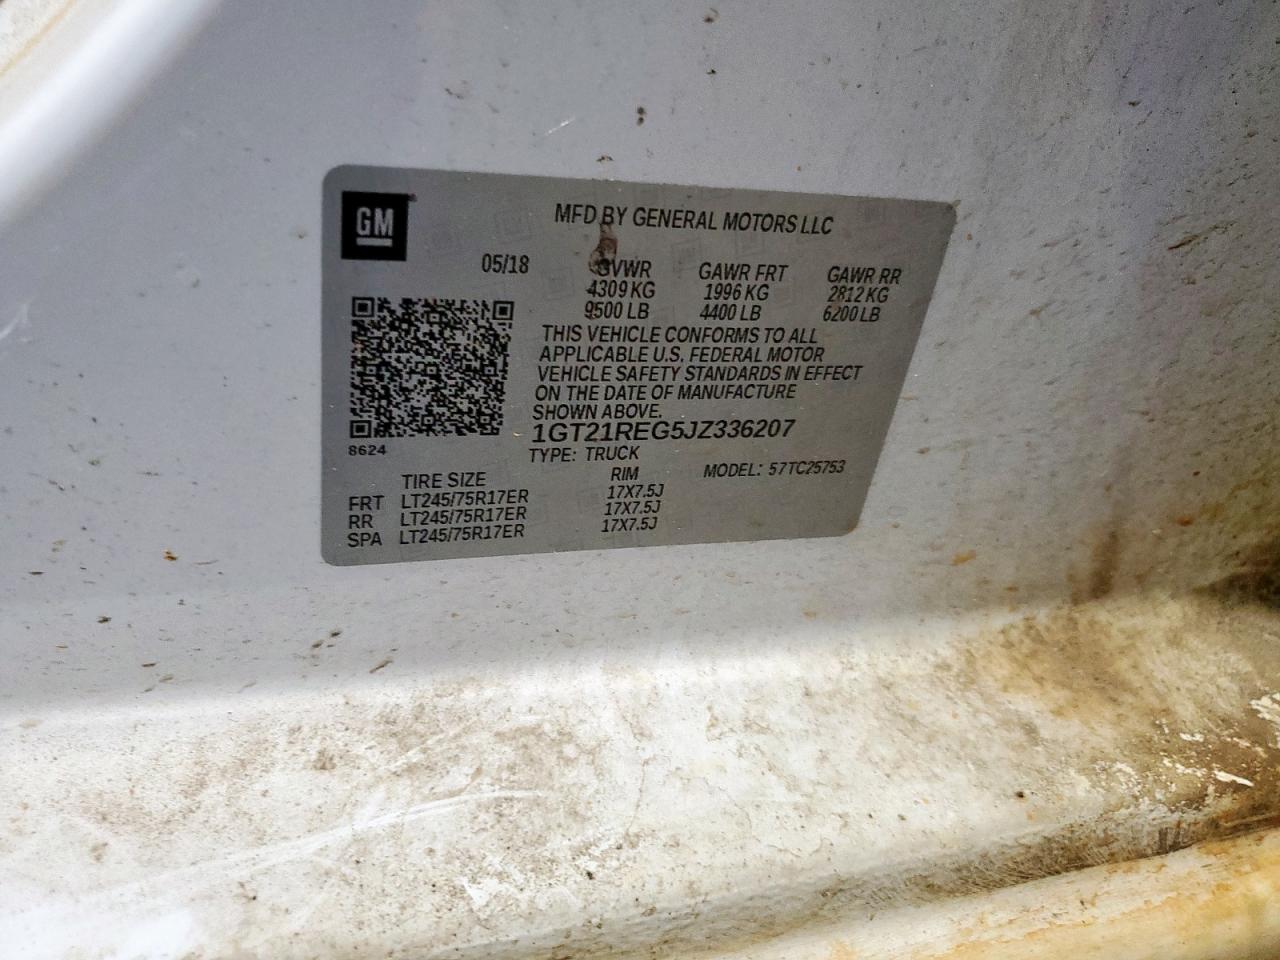 GM
MFD BY GENERAL MOTORS LLC
05/18 GVWR GAWR FRT GAWR RR
4309 KG 1996 KG 2812 KG
9500 LB 4400 LB 6200 LB
THIS VEHICLE CONFORMS TO ALL
APPLICABLE U.S. FEDERAL MOTOR
VEHICLE SAFETY STANDARDS IN EFFECT
ON THE DATE OF MANUFACTURE
SHOWN ABOVE.
1GT21REG5JZ336207
8624
TYPE: TRUCK MODEL: 57TC25753
TIRE SIZE RIM
FRT LT245/75R17ER 17X7.5J
RR LT245/75R17ER 17X7.5J
SPA LT245/75R17ER 17X7.5J